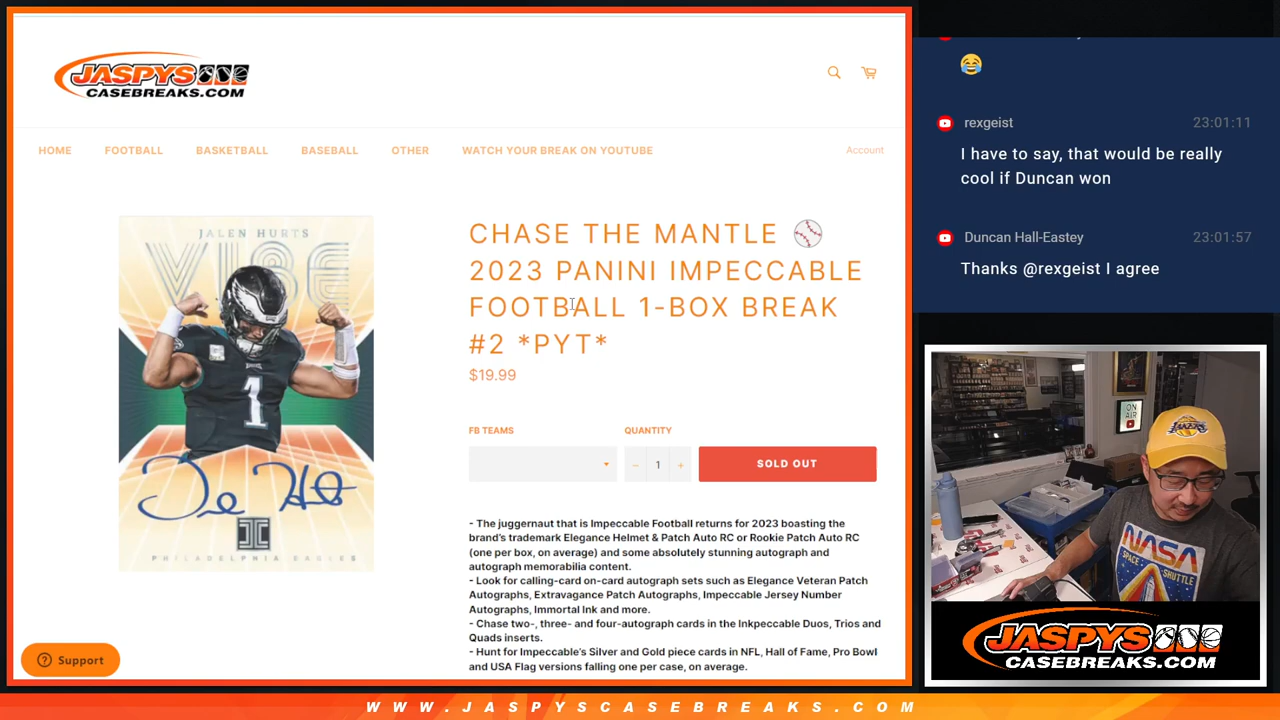 JASPYS
CASEBREAKS.COM
HOME FOOTBALL BASKETBALL BASEBALL OTHER WATCH YOUR BREAK ON YOUTUBE Account
JALEN HURTS
VIBE
1
PHILADELPHIA EAGLES
CHASE THE MANTLE ⚾
2023 PANINI IMPECCABLE
FOOTBALL 1-BOX BREAK
#2 *PYT*
$19.99
FB TEAMS QUANTITY
− 1 + SOLD OUT
- The juggernaut that is Impeccable Football returns for 2023 boasting the
brand's trademark Elegance Helmet & Patch Auto RC or Rookie Patch Auto RC
(one per box, on average) and some absolutely stunning autograph and
autograph memorabilia content.
- Look for calling-card on-card autograph sets such as Elegance Veteran Patch
Autographs, Extravagance Patch Autographs, Impeccable Jersey Number
Autographs, Immortal Ink and more.
- Chase two-, three- and four-autograph cards in the Inkpeccable Duos, Trios and
Quads inserts.
- Hunt for Impeccable's Silver and Gold piece cards in NFL, Hall of Fame, Pro Bowl
and USA Flag versions falling one per case, on average.
Support
😂
rexgeist 23:01:11
I have to say, that would be really
cool if Duncan won
Duncan Hall-Eastey 23:01:57
Thanks @rexgeist I agree
ON
AIR
LAKERS
NASA
SPACE SHUTTLE
JASPYS
CASEBREAKS.COM
WWW.JASPYSCASEBREAKS.COM